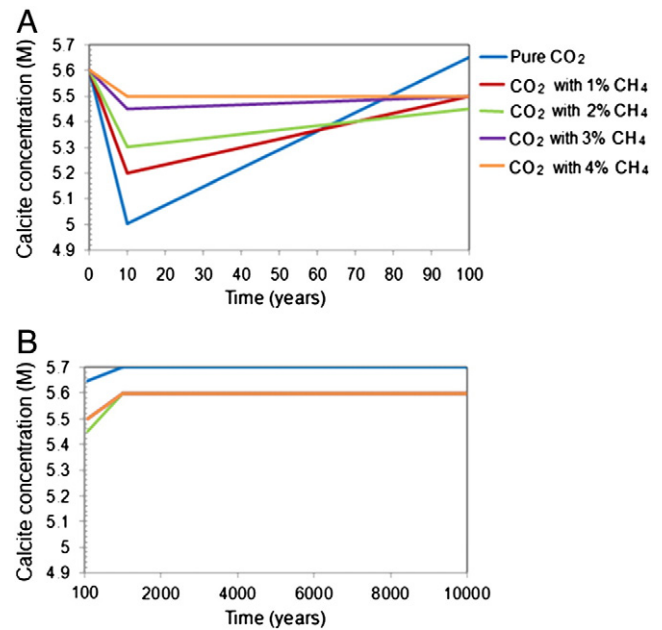 A
Calcite concentration (M)
5.7
5.6
5.5
5.4
5.3
5.2
5.1
5
4.9
0 10 20 30 40 50 60 70 80 90 100
Time (years)
Pure CO₂
CO₂ with 1% CH₄
CO₂ with 2% CH₄
CO₂ with 3% CH₄
CO₂ with 4% CH₄
B
Calcite concentration (M)
5.7
5.6
5.5
5.4
5.3
5.2
5.1
5
4.9
100 2000 4000 6000 8000 10000
Time (years)